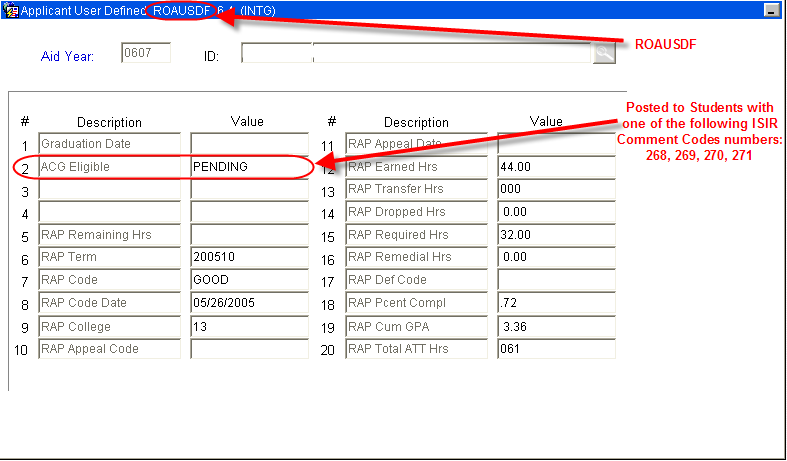 Applicant User Defined ROAUSDF 6.4 (INTG)
Aid Year: 0607 ID:
ROAUSDF
Posted to Students with
one of the following ISIR
Comment Codes numbers:
268, 269, 270, 271
# Description Value # Description Value
1 Graduation Date 11 RAP Appeal Date
2 ACG Eligible PENDING 12 RAP Earned Hrs 44.00
3 13 RAP Transfer Hrs 000
4 14 RAP Dropped Hrs 0.00
5 RAP Remaining Hrs 15 RAP Required Hrs 32.00
6 RAP Term 200510 16 RAP Remedial Hrs 0.00
7 RAP Code GOOD 17 RAP Def Code
8 RAP Code Date 05/26/2005 18 RAP Pcent Compl .72
9 RAP College 13 19 RAP Cum GPA 3.36
10 RAP Appeal Code 20 RAP Total ATT Hrs 061